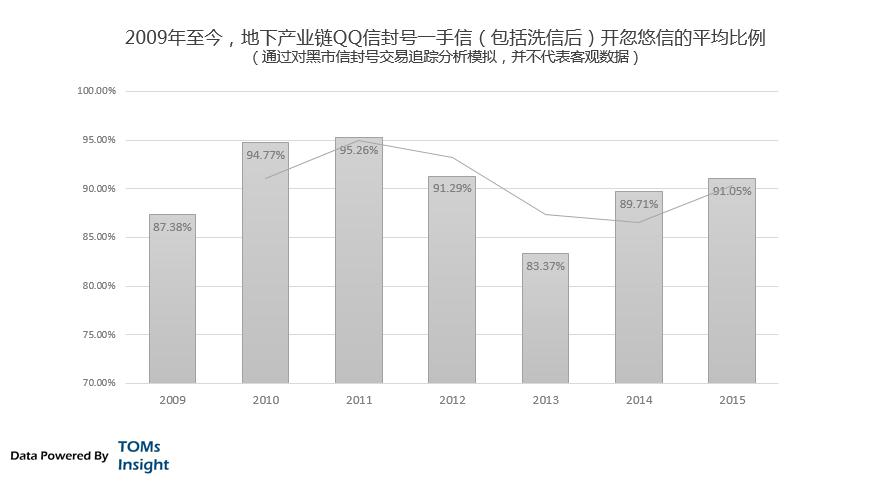 2009年至今，地下产业链QQ信封号一手信（包括洗信后）开忽悠信的平均比例
（通过对黑市信封号交易追踪分析模拟，并不代表客观数据）
100.00%
95.00%
90.00%
85.00%
80.00%
75.00%
70.00%
87.38%
94.77%
95.26%
91.29%
83.37%
89.71%
91.05%
2009 2010 2011 2012 2013 2014 2015
Data Powered By TOMs
Insight